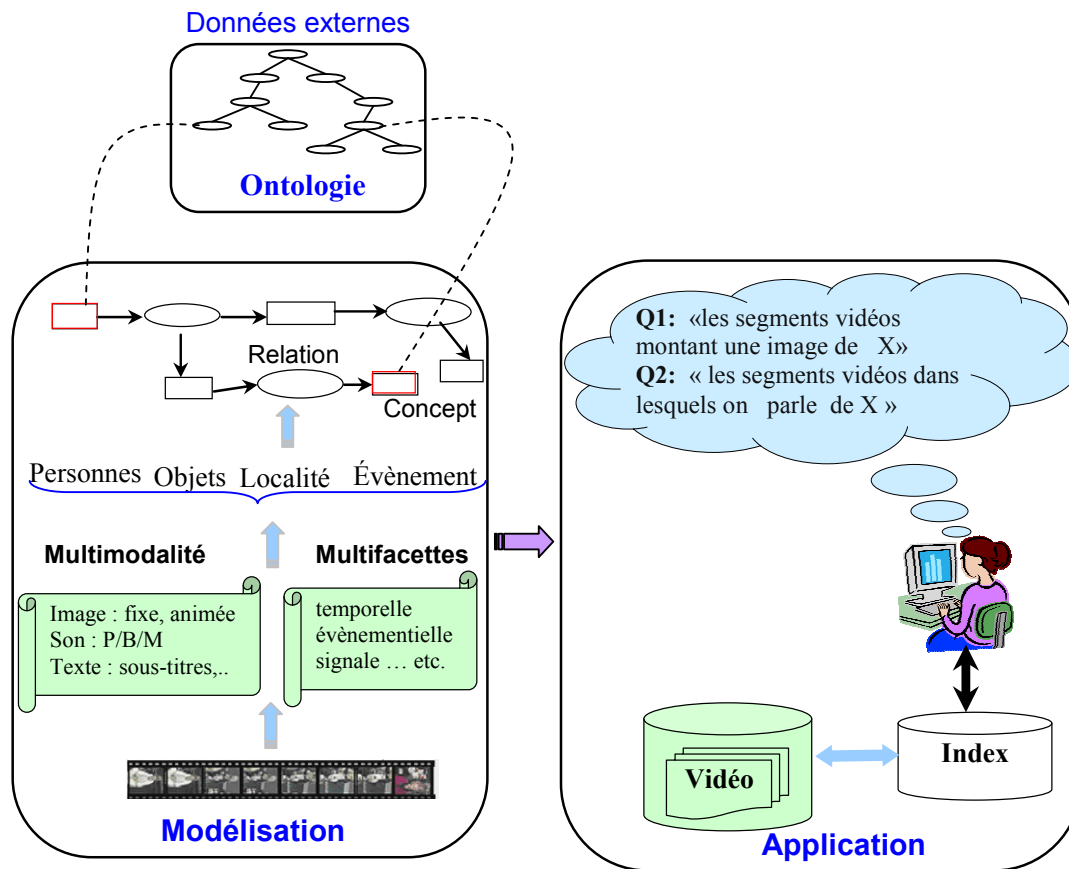 Données externes
Ontologie
Relation
Concept
Personnes Objets Localité Évènement
Multimodalité
Image : fixe, animée
Son : P/B/M
Texte : sous-titres,..
Multifacettes
temporelle
évènementielle
signale … etc.
Modélisation
Q1: «les segments vidéos
montant une image de X»
Q2: « les segments vidéos dans
lesquels on parle de X »
Vidéo
Index
Application